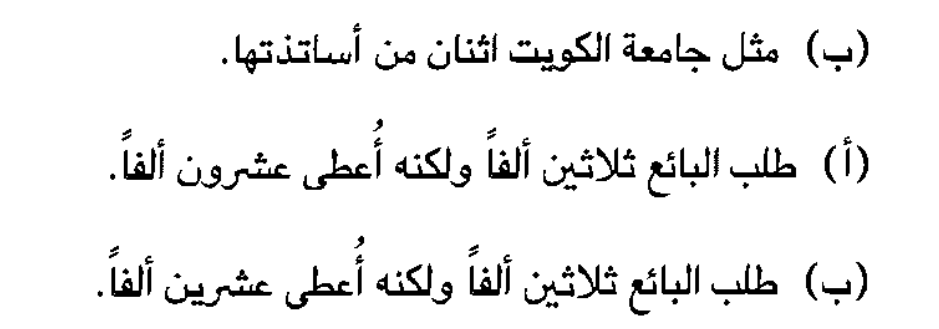 (ب) مثل جامعة الكويت اثنان من أساتذتها.
(أ) طلب البائع ثلاثين ألفاً ولكنه أُعطى عشرون ألفاً.
(ب) طلب البائع ثلاثين ألفاً ولكنه أُعطى عشرين ألفاً.